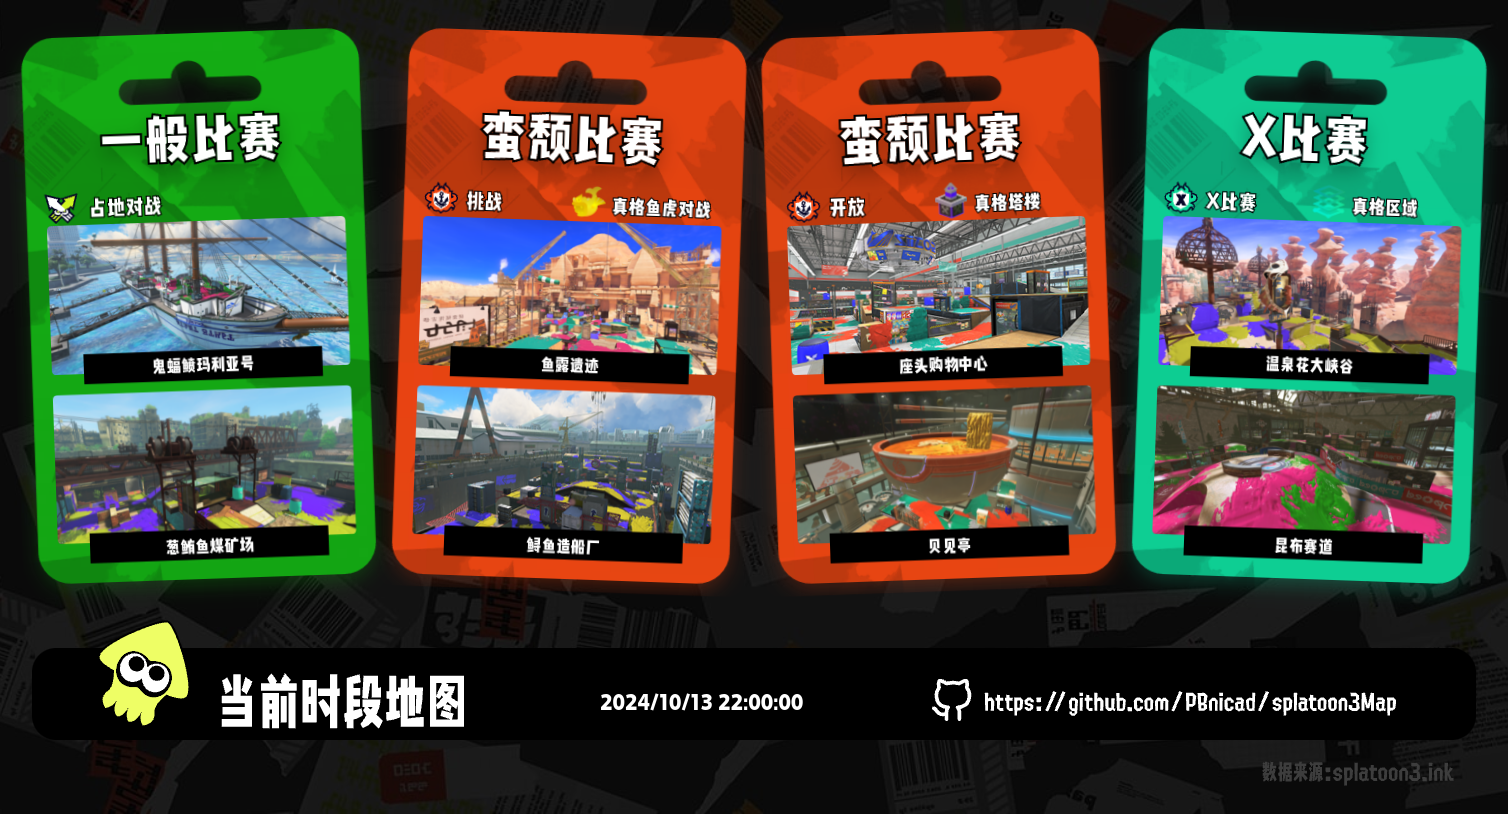 一般比赛
占地对战
鬼蝠鲼玛利亚号
葱鲔鱼煤矿场
蛮颓比赛
挑战
真格鱼虎对战
鱼露遗迹
鲟鱼造船厂
蛮颓比赛
开放
真格塔楼
座头购物中心
贝见亭
X比赛
X比赛
真格区域
温泉花大峡谷
昆布赛道
当前时段地图
2024/10/13 22:00:00
https://github.com/PBnicad/splatoon3Map
数据来源:splatoon3.ink